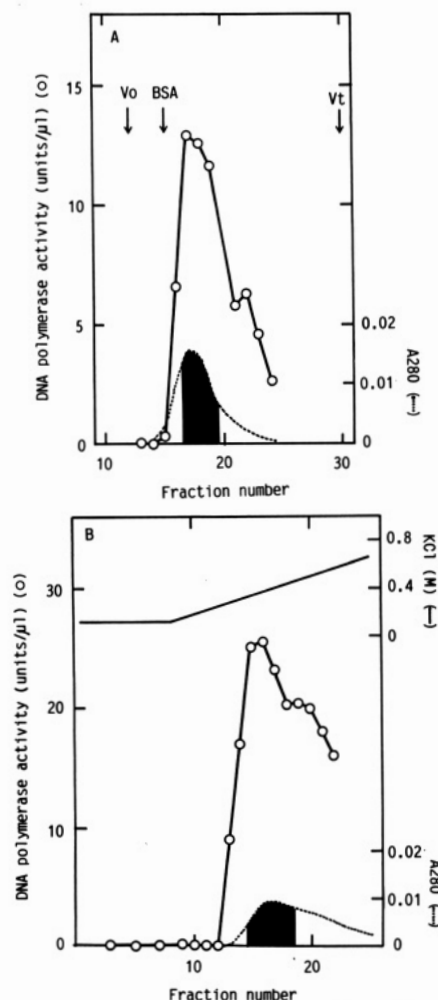 A
15
10
5
0
Vo
BSA
Vt
0.02
0.01
0
10
20
30
DNA polymerase activity (units/µl) (o)
A280 (┈)
Fraction number
B
30
20
10
0
0.8
0.4
0
KCl (M) (—)
0.02
0.01
0
10
20
DNA polymerase activity (units/µl) (o)
A280 (┈)
Fraction number